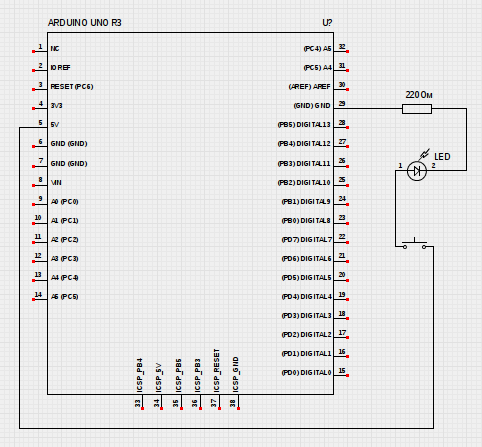 ARDUINO UNO R3 U?
1 NC (PC4) A5 32
2 IOREF (PC5) A4 31
3 RESET (PC6) (AREF) AREF 30
4 3V3 (GND) GND 29
220Ом
5 5V (PB5) DIGITAL13 28
6 GND (GND) (PB4) DIGITAL12 27
LED
7 GND (GND) (PB3) DIGITAL11 26
1 2
8 VIN (PB2) DIGITAL10 25
9 A0 (PC0) (PB1) DIGITAL9 24
10 A1 (PC1) (PB0) DIGITAL8 23
11 A2 (PC2) (PD7) DIGITAL7 22
12 A3 (PC3) (PD6) DIGITAL6 21
13 A4 (PC4) (PD5) DIGITAL5 20
14 A5 (PC5) (PD4) DIGITAL4 19
(PD3) DIGITAL3 18
(PD2) DIGITAL2 17
(PD1) DIGITAL1 16
(PD0) DIGITAL0 15
ICSP_PB4
ICSP_5V
ICSP_PB5
ICSP_PB3
ICSP_RESET
ICSP_GND
33 34 35 36 37 38